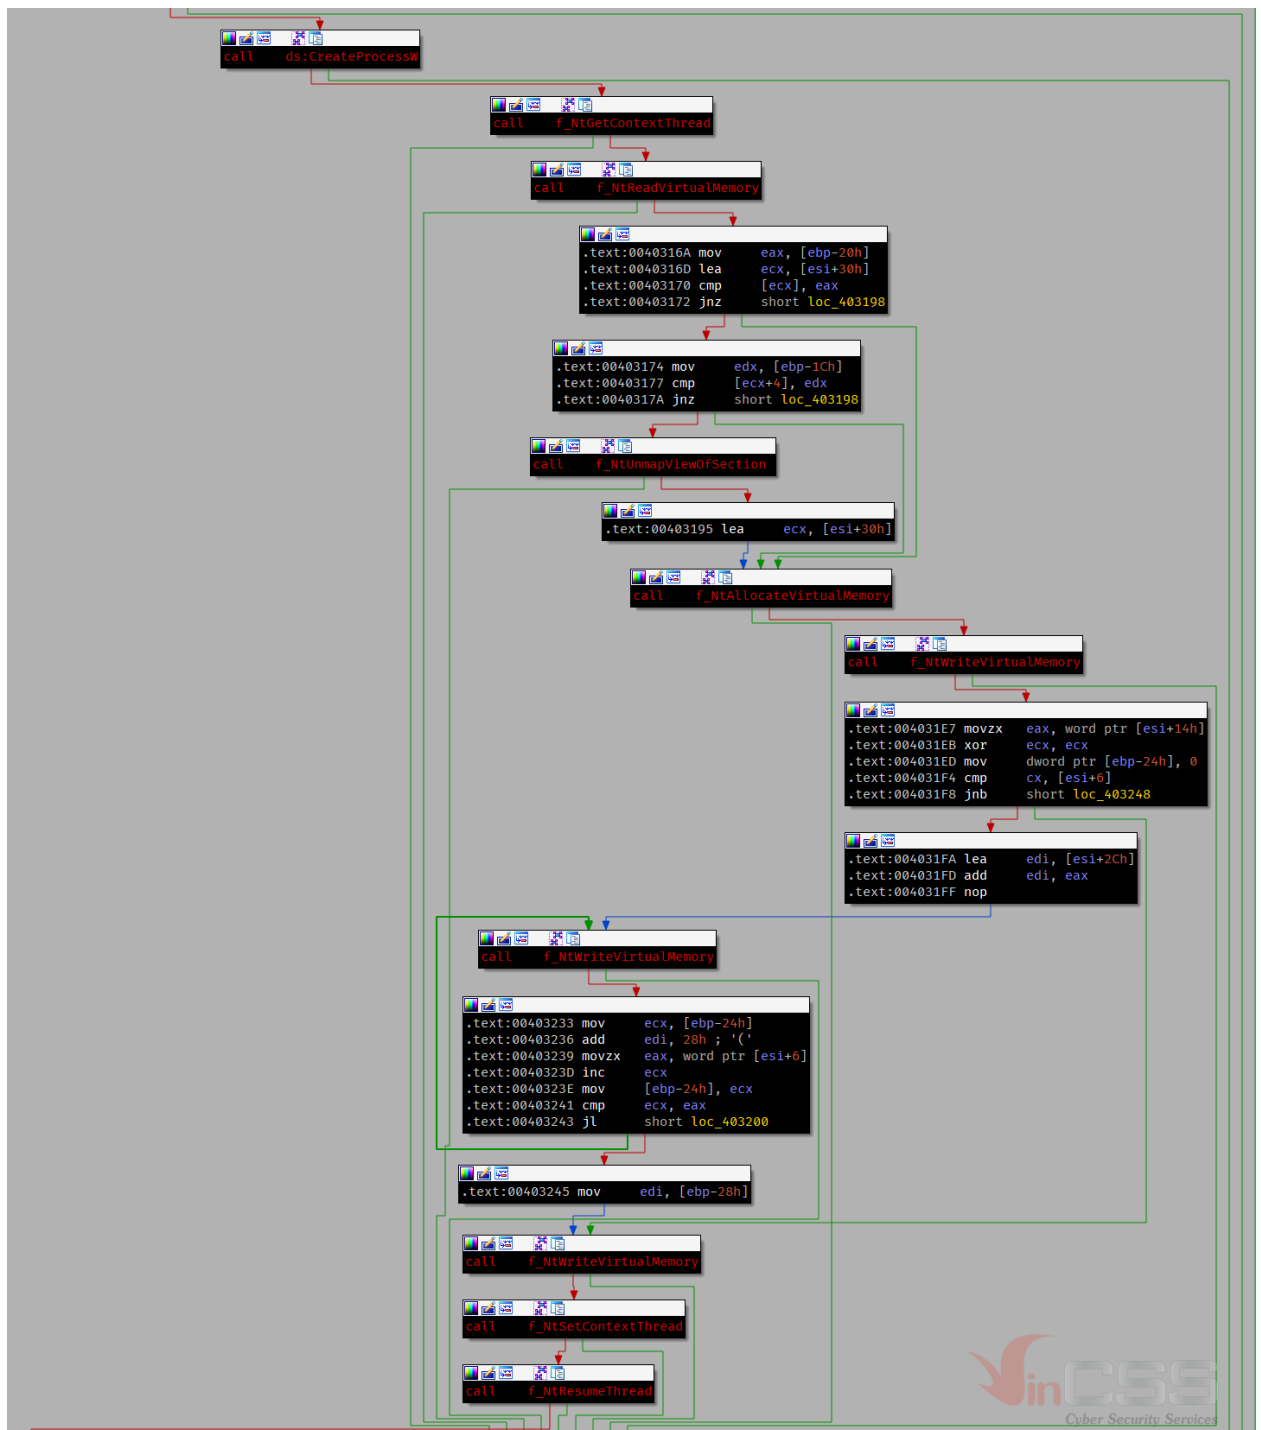 call ds:CreateProcessW
call f_NtGetContextThread
call f_NtReadVirtualMemory
.text:0040316A mov eax, [ebp-20h]
.text:0040316D lea ecx, [esi+30h]
.text:00403170 cmp [ecx], eax
.text:00403172 jnz short loc_403198
.text:00403174 mov edx, [ebp-1Ch]
.text:00403177 cmp [ecx+4], edx
.text:0040317A jnz short loc_403198
call f_NtUnmapViewOfSection
.text:00403195 lea ecx, [esi+30h]
call f_NtAllocateVirtualMemory
call f_NtWriteVirtualMemory
.text:004031E7 movzx eax, word ptr [esi+14h]
.text:004031EB xor ecx, ecx
.text:004031ED mov dword ptr [ebp-24h], 0
.text:004031F4 cmp cx, [esi+6]
.text:004031F8 jnb short loc_403248
.text:004031FA lea edi, [esi+2Ch]
.text:004031FD add edi, eax
.text:004031FF nop
call f_NtWriteVirtualMemory
.text:00403233 mov ecx, [ebp-24h]
.text:00403236 add edi, 28h ; '('
.text:00403239 movzx eax, word ptr [esi+6]
.text:0040323D inc ecx
.text:0040323E mov [ebp-24h], ecx
.text:00403241 cmp ecx, eax
.text:00403243 jl short loc_403200
.text:00403245 mov edi, [ebp-28h]
call f_NtWriteVirtualMemory
call f_NtSetContextThread
call f_NtResumeThread
VinCSS
Cyber Security Services